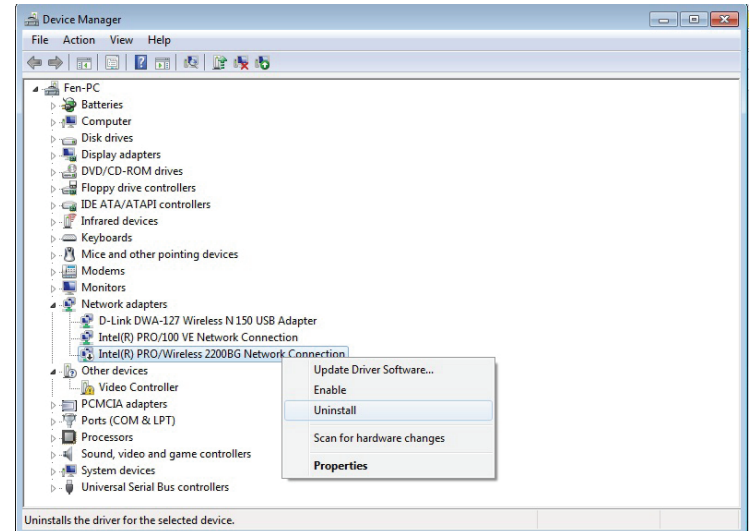 Device Manager
File Action View Help
Fen-PC
Batteries
Computer
Disk drives
Display adapters
DVD/CD-ROM drives
Floppy drive controllers
IDE ATA/ATAPI controllers
Infrared devices
Keyboards
Mice and other pointing devices
Modems
Monitors
Network adapters
D-Link DWA-127 Wireless N 150 USB Adapter
Intel(R) PRO/100 VE Network Connection
Intel(R) PRO/Wireless 2200BG Network Connection
Other devices
Video Controller
PCMCIA adapters
Ports (COM & LPT)
Processors
Sound, video and game controllers
System devices
Universal Serial Bus controllers
Update Driver Software...
Enable
Uninstall
Scan for hardware changes
Properties
Uninstalls the driver for the selected device.